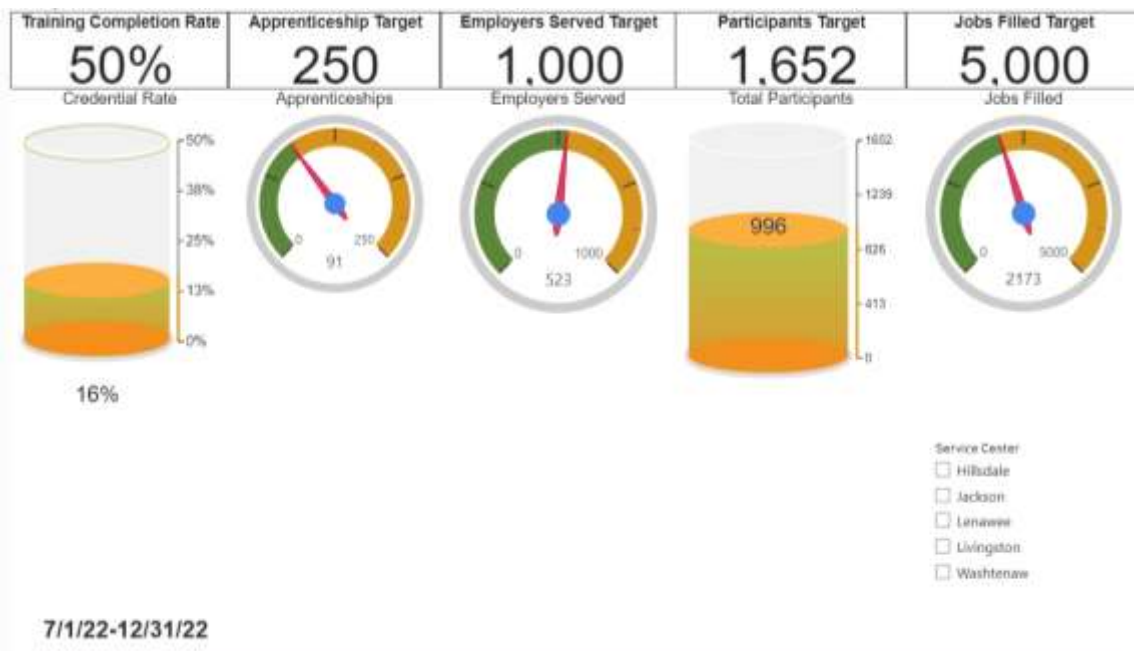 Training Completion Rate
50%
Apprenticeship Target
250
Employers Served Target
1,000
Participants Target
1,652
Jobs Filled Target
5,000
Credential Rate
50%
38%
25%
13%
0%
16%
Apprenticeships
0
250
91
Employers Served
0
1000
523
Total Participants
1239
826
413
0
996
Jobs Filled
0
5000
2173
Service Center
Hillsdale
Jackson
Lenawee
Livingston
Washtenaw
7/1/22-12/31/22